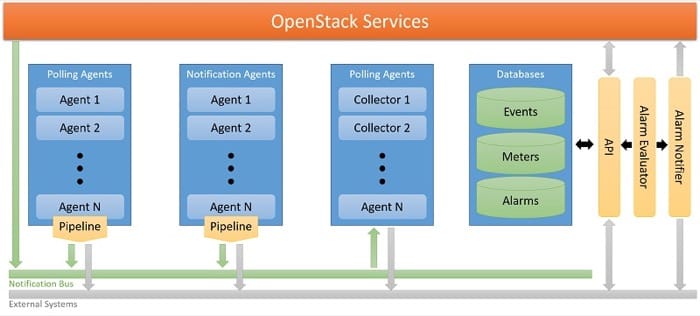 OpenStack Services
Polling Agents
Agent 1
Agent 2
Agent N
Pipeline
Notification Agents
Agent 1
Agent 2
Agent N
Pipeline
Polling Agents
Collector 1
Collector 2
Agent N
Databases
Events
Meters
Alarms
API
Alarm Evaluator
Alarm Notifier
Notification Bus
External Systems